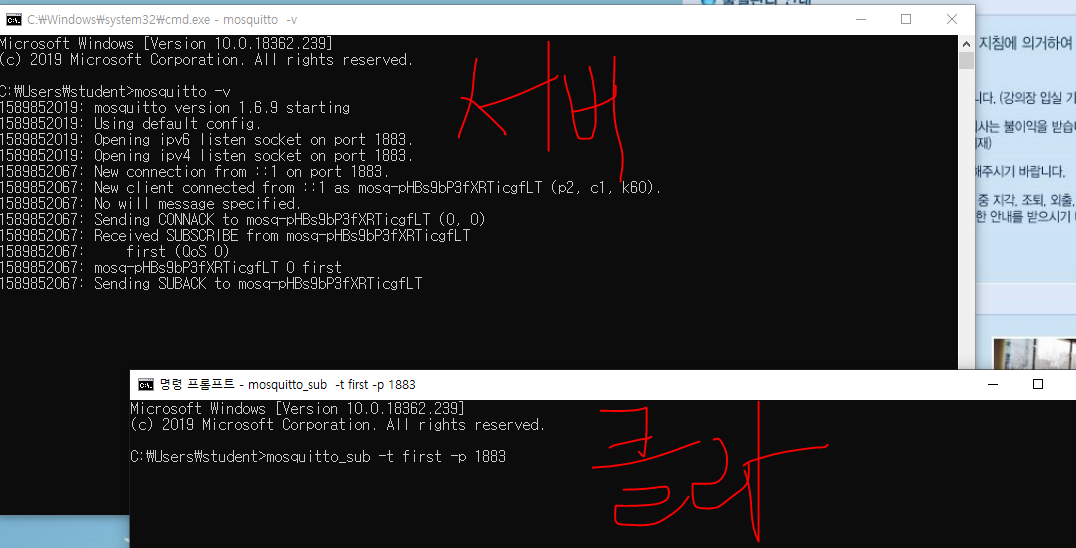 C:\Windows\system32\cmd.exe - mosquitto -v
Microsoft Windows [Version 10.0.18362.239]
(c) 2019 Microsoft Corporation. All rights reserved.
C:\Users\student>mosquitto -v
1589852019: mosquitto version 1.6.9 starting
1589852019: Using default config.
1589852019: Opening ipv6 listen socket on port 1883.
1589852019: Opening ipv4 listen socket on port 1883.
1589852067: New connection from ::1 on port 1883.
1589852067: New client connected from ::1 as mosq-pHBs9bP3fXRTicgfLT (p2, c1, k60).
1589852067: No will message specified.
1589852067: Sending CONNACK to mosq-pHBs9bP3fXRTicgfLT (0, 0)
1589852067: Received SUBSCRIBE from mosq-pHBs9bP3fXRTicgfLT
1589852067: first (QoS 0)
1589852067: mosq-pHBs9bP3fXRTicgfLT 0 first
1589852067: Sending SUBACK to mosq-pHBs9bP3fXRTicgfLT
서버
지침에 의거하여
니다. (강의장 입실 기
사는 불이익을 받습
재)
해주시기 바랍니다.
중 지각, 조퇴, 외출,
한 안내를 받으시기
명령 프롬프트 - mosquitto_sub -t first -p 1883
Microsoft Windows [Version 10.0.18362.239]
(c) 2019 Microsoft Corporation. All rights reserved.
C:\Users\student>mosquitto_sub -t first -p 1883
클라